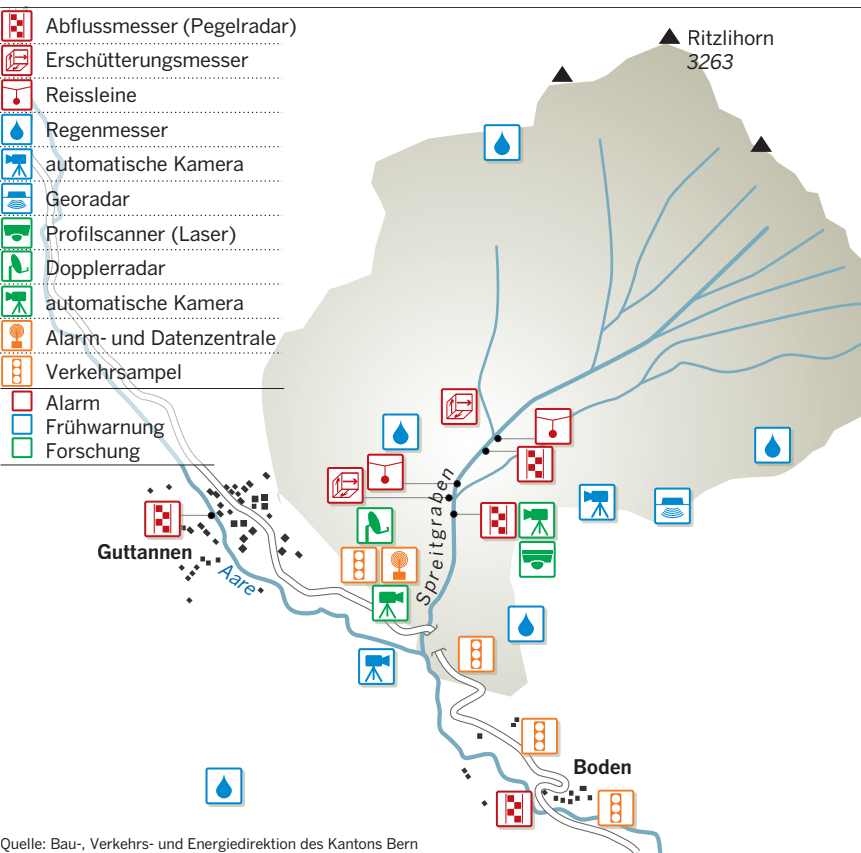 Abflussmesser (Pegelradar)
Erschütterungsmesser
Reissleine
Regenmesser
automatische Kamera
Georadar
Profilscanner (Laser)
Dopplerradar
automatische Kamera
Alarm- und Datenzentrale
Verkehrsampel
Alarm
Frühwarnung
Forschung
Ritzlihorn
3263
Spreitgraben
Guttannen
Aare
Boden
Quelle: Bau-, Verkehrs- und Energiedirektion des Kantons Bern